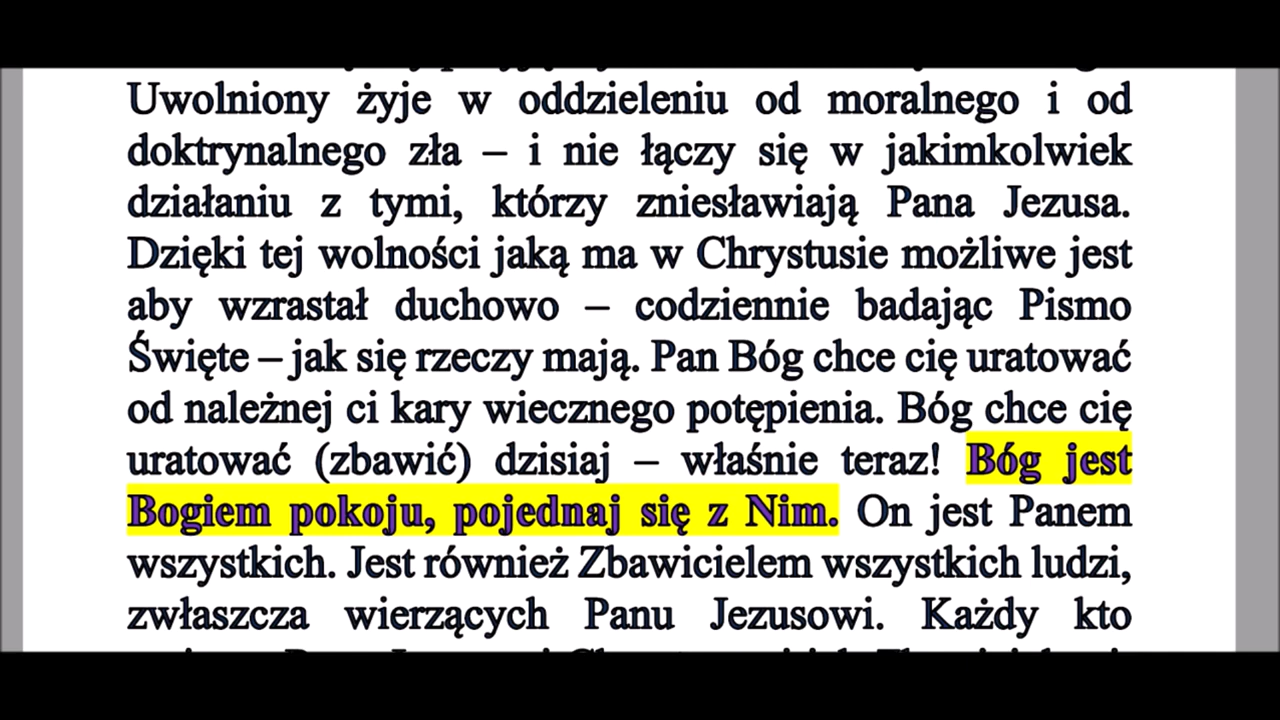 Uwolniony żyje w oddzieleniu od moralnego i od
doktrynalnego zła – i nie łączy się w jakimkolwiek
działaniu z tymi, którzy zniesławiają Pana Jezusa.
Dzięki tej wolności jaką ma w Chrystusie możliwe jest
aby wzrastał duchowo – codziennie badając Pismo
Święte – jak się rzeczy mają. Pan Bóg chce cię uratować
od należnej ci kary wiecznego potępienia. Bóg chce cię
uratować (zbawić) dzisiaj – właśnie teraz! Bóg jest
Bogiem pokoju, pojednaj się z Nim. On jest Panem
wszystkich. Jest również Zbawicielem wszystkich ludzi,
zwłaszcza wierzących Panu Jezusowi. Każdy kto